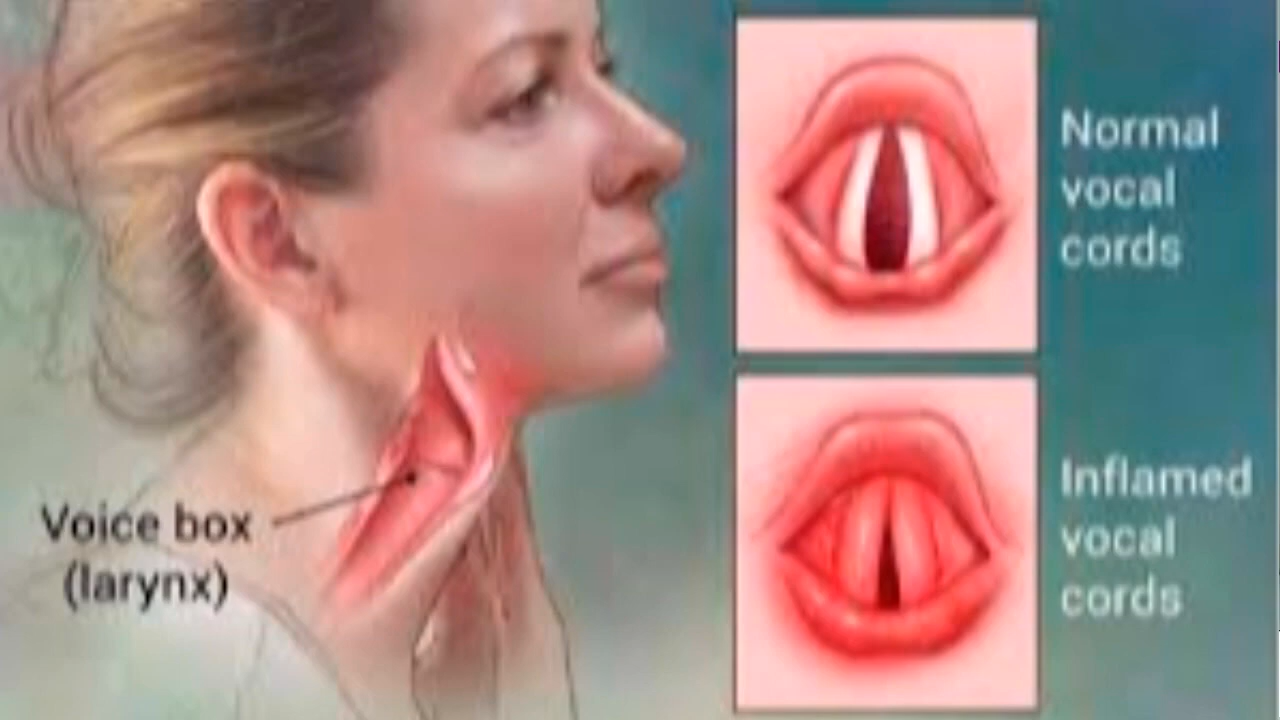 Normal
vocal
cords
Inflamed
vocal
cords
Voice box
(larynx)